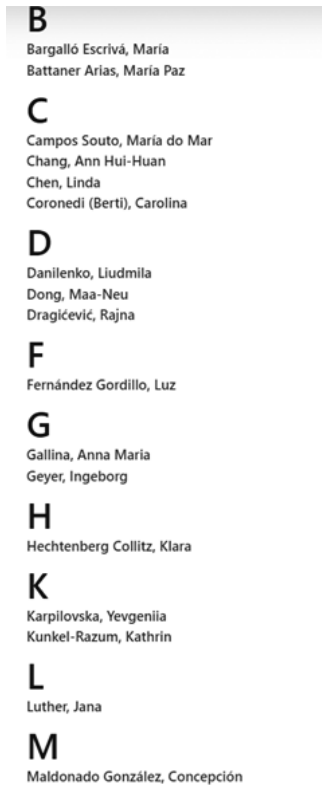 B
Bargalló Escrivá, María
Battaner Arias, María Paz
C
Campos Souto, María do Mar
Chang, Ann Hui-Huan
Chen, Linda
Coronedi (Berti), Carolina
D
Danilenko, Liudmila
Dong, Maa-Neu
Dragićević, Rajna
F
Fernández Gordillo, Luz
G
Gallina, Anna Maria
Geyer, Ingeborg
H
Hechtenberg Collitz, Klara
K
Karpilovska, Yevgeniia
Kunkel-Razum, Kathrin
L
Luther, Jana
M
Maldonado González, Concepción